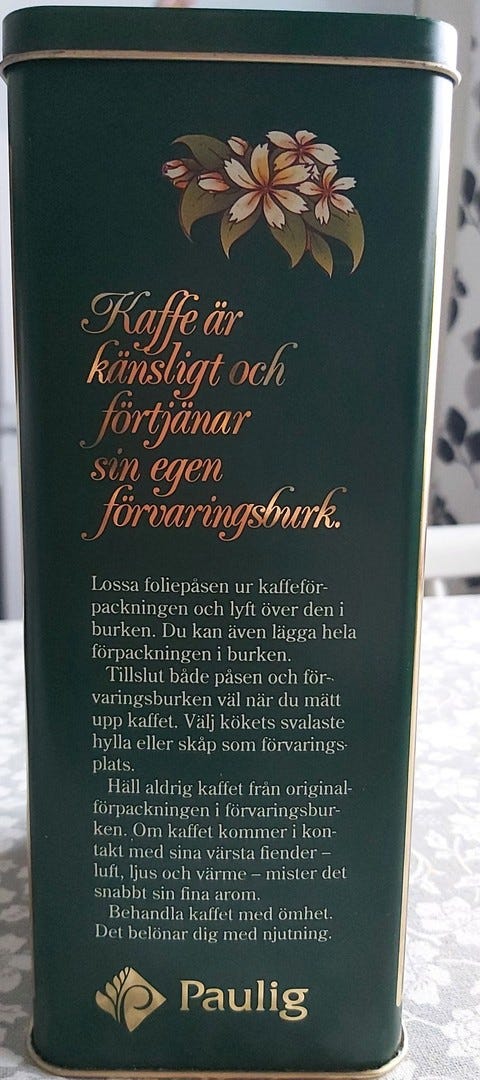 Kaffe är
känsligt och
förtjänar
sin egen
förvaringsburk.
Lossa foliepåsen ur kaffeför-
packningen och lyft över den i
burken. Du kan även lägga hela
förpackningen i burken.
Tillslut både påsen och för-
varingsburken väl när du mätt
upp kaffet. Välj kökets svalaste
hylla eller skåp som förvarings-
plats.
Häll aldrig kaffet från original-
förpackningen i förvaringsbur-
ken. Om kaffet kommer i kon-
takt med sina värsta fiender –
luft, ljus och värme – mister det
snabbt sin fina arom.
Behandla kaffet med ömhet.
Det belönar dig med njutning.
Paulig